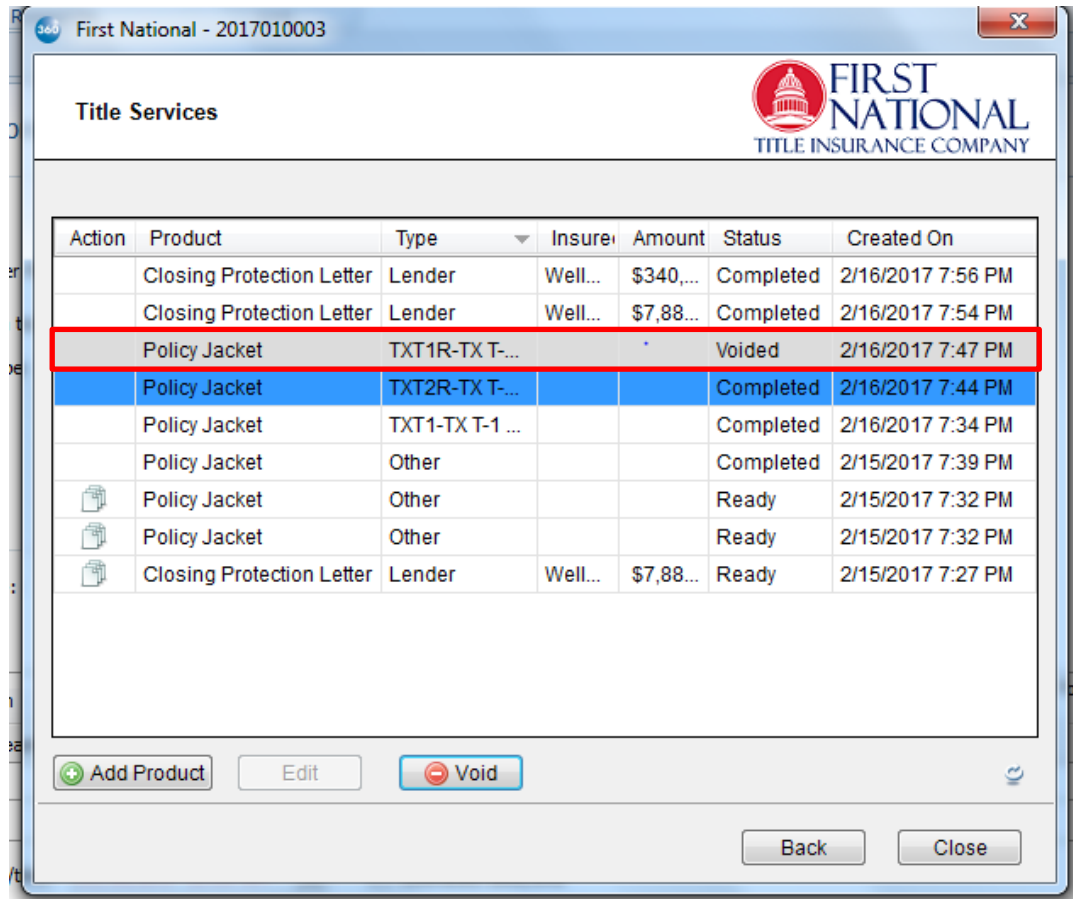 360 First National - 2017010003
Title Services
FIRST
NATIONAL
TITLE INSURANCE COMPANY
Action Product Type Insure Amount Status Created On
Closing Protection Letter Lender Well... $340,... Completed 2/16/2017 7:56 PM
Closing Protection Letter Lender Well... $7,88... Completed 2/16/2017 7:54 PM
Policy Jacket TXT1R-TX T-... Voided 2/16/2017 7:47 PM
Policy Jacket TXT2R-TX T-... Completed 2/16/2017 7:44 PM
Policy Jacket TXT1-TX T-1 ... Completed 2/16/2017 7:34 PM
Policy Jacket Other Completed 2/15/2017 7:39 PM
Policy Jacket Other Ready 2/15/2017 7:32 PM
Policy Jacket Other Ready 2/15/2017 7:32 PM
Closing Protection Letter Lender Well... $7,88... Ready 2/15/2017 7:27 PM
Add Product Edit Void
Back Close